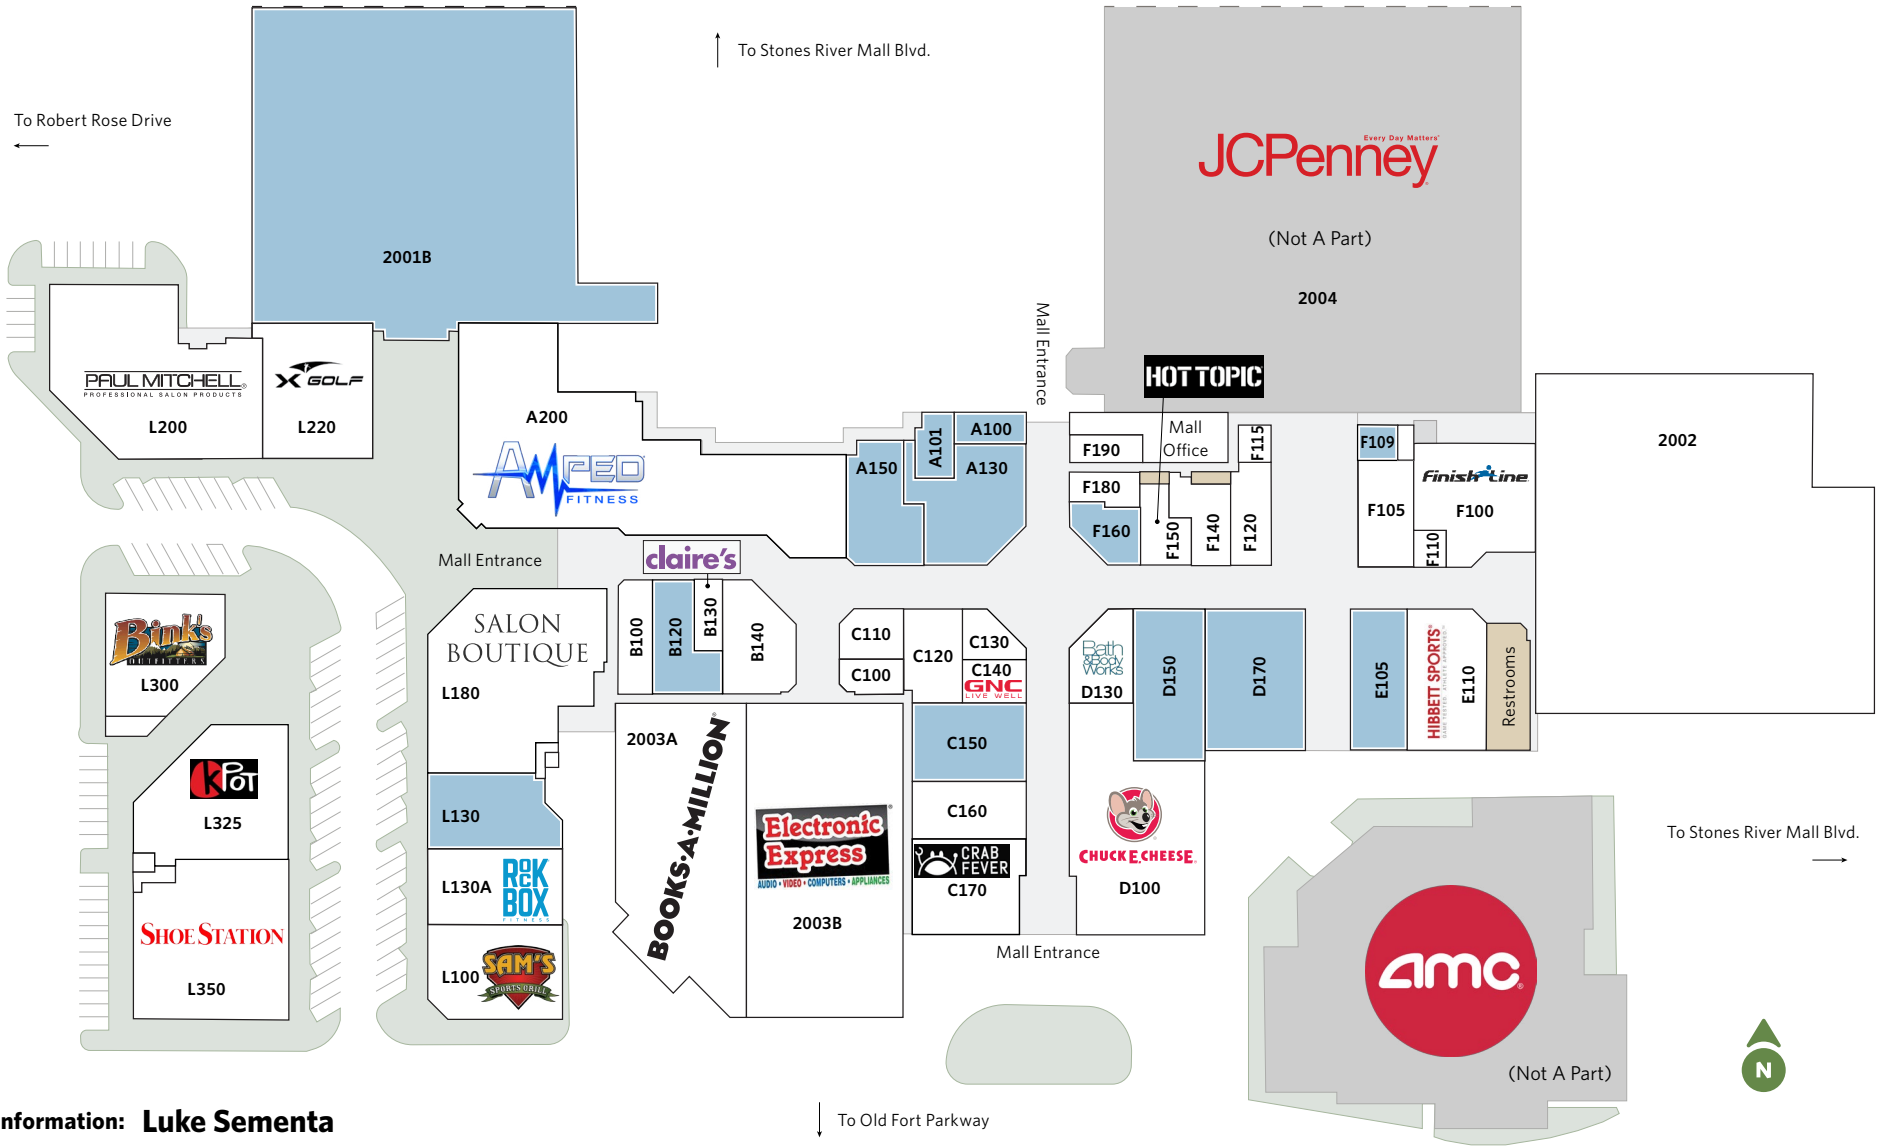 To Stones River Mall Blvd.
To Robert Rose Drive
Every Day Matters®
JCPenney
(Not A Part)
2004
2001B
Mall Entrance
HOT TOPIC
PAUL MITCHELL®
PROFESSIONAL SALON PRODUCTS
L200
X GOLF
L220
A200
AMPED
FITNESS
A150
A101
A100
A130
F190
Mall
Office
F115
F180
F160
F150
F140
F120
F109
F105
Finish Line
F100
F110
2002
Mall Entrance
claire's
Bink's
OUTFITTERS
L300
SALON
BOUTIQUE
L180
B100
B120
B130
B140
C110
C100
C120
C130
C140
GNC
LIVE WELL
Bath
&Body
Works
D130
D150
D170
E105
HIBBETT SPORTS®
E110
Restrooms
KPOT
L325
2003A
BOOKS·A·MILLION®
C150
C160
L130
L130A
ROCK
BOX
FITNESS
Electronic
Express
AUDIO • VIDEO • COMPUTERS • APPLIANCES
2003B
CRAB
FEVER
C170
CHUCK E. CHEESE
D100
To Stones River Mall Blvd.
SHOE STATION
L350
L100
SAM'S
SPORTS GRILL
Mall Entrance
amc
(Not A Part)
N
nformation: Luke Sementa
To Old Fort Parkway